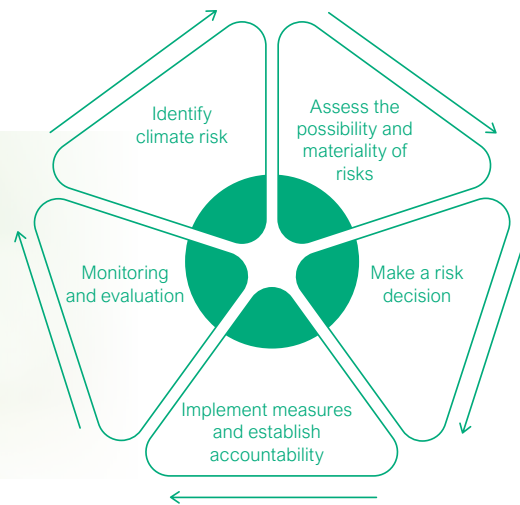 Identify
climate risk
Assess the
possibility and
materiality of
risks
Make a risk
decision
Implement measures
and establish
accountability
Monitoring
and evaluation